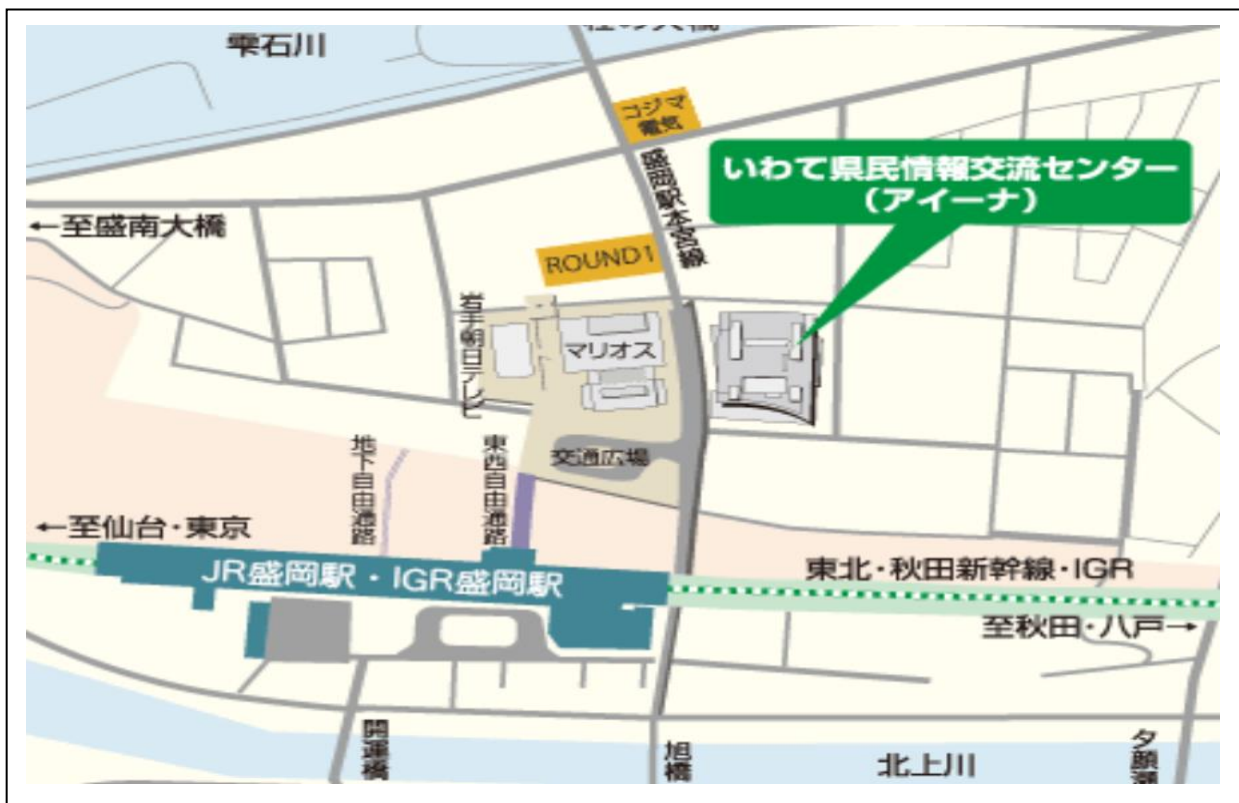 雫石川
杜の大橋
コジマ
電気
盛岡駅本宮線
いわて県民情報交流センター
（アイーナ）
←至盛南大橋
ROUND1
岩手朝日テレビ
マリオス
地下自由通路
東西自由通路
交通広場
←至仙台・東京
JR盛岡駅・IGR盛岡駅
東北・秋田新幹線・IGR
至秋田・八戸→
開運橋
旭橋
北上川
夕顔瀬